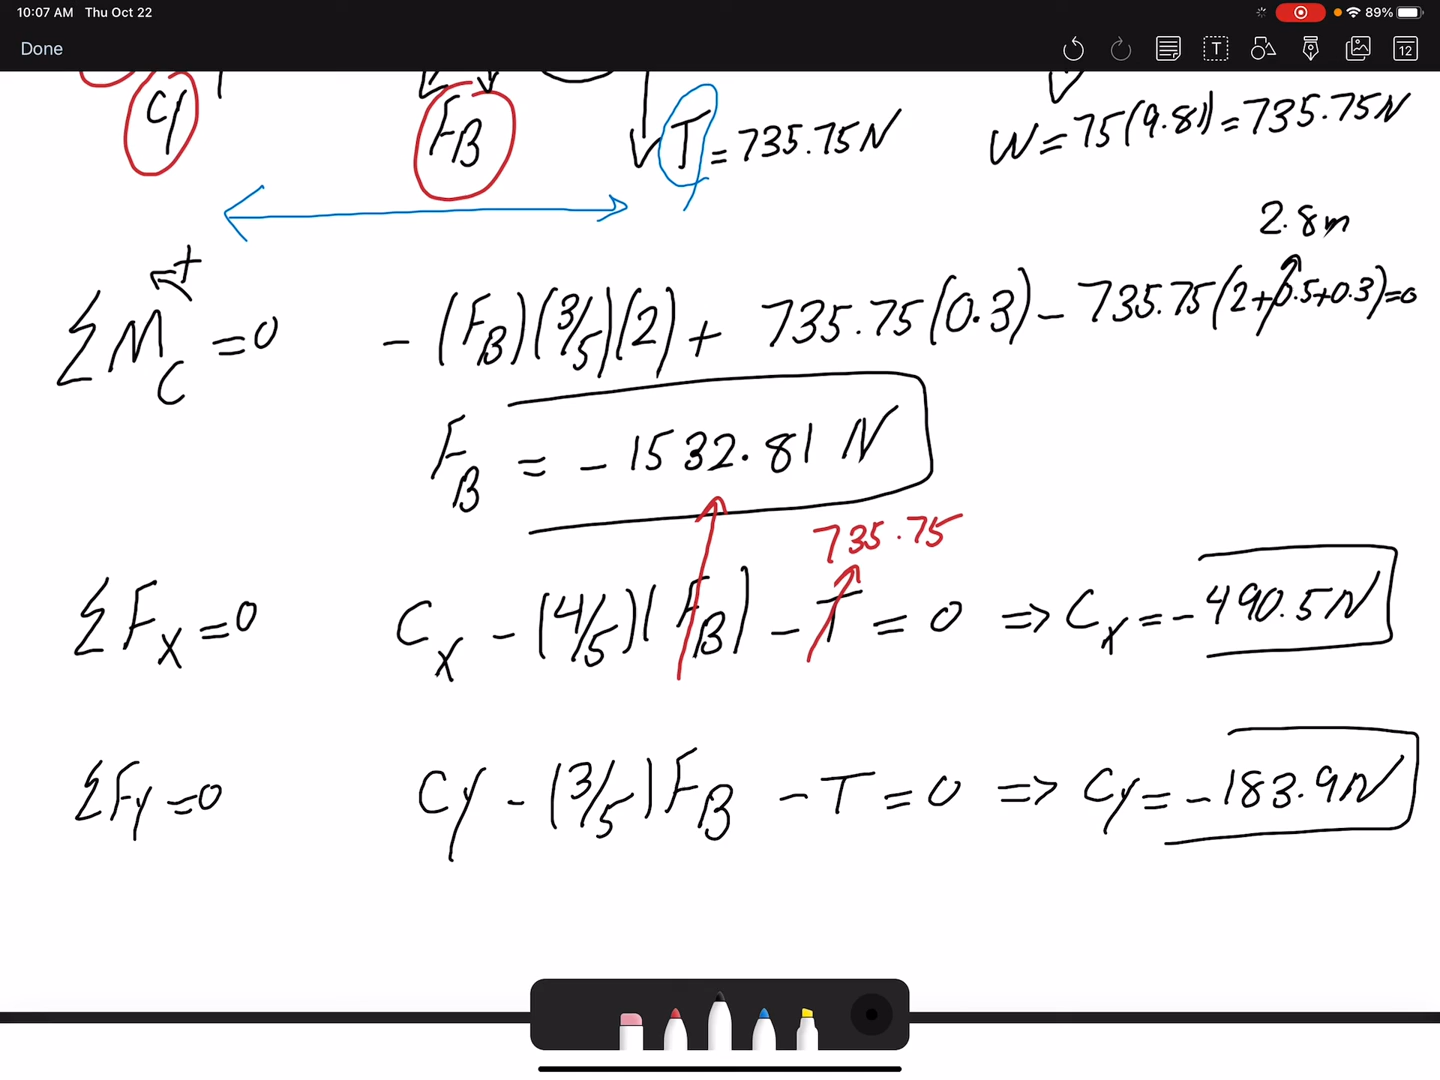 10:07 AM Thu Oct 22
89%
Done
T
12
Cy
FB
T = 735.75N
W = 75(9.81) = 735.75N
2.8m
+
ΣMC = 0 - (FB)(3/5)(2) + 735.75(0.3) - 735.75(2+0.5+0.3)=0
FB = - 1532.81 N
735.75
ΣFx = 0 Cx - (4/5)(FB) - T = 0 ⇒ Cx = - 490.5N
ΣFy = 0 Cy - (3/5)FB - T = 0 ⇒ Cy = - 183.9N